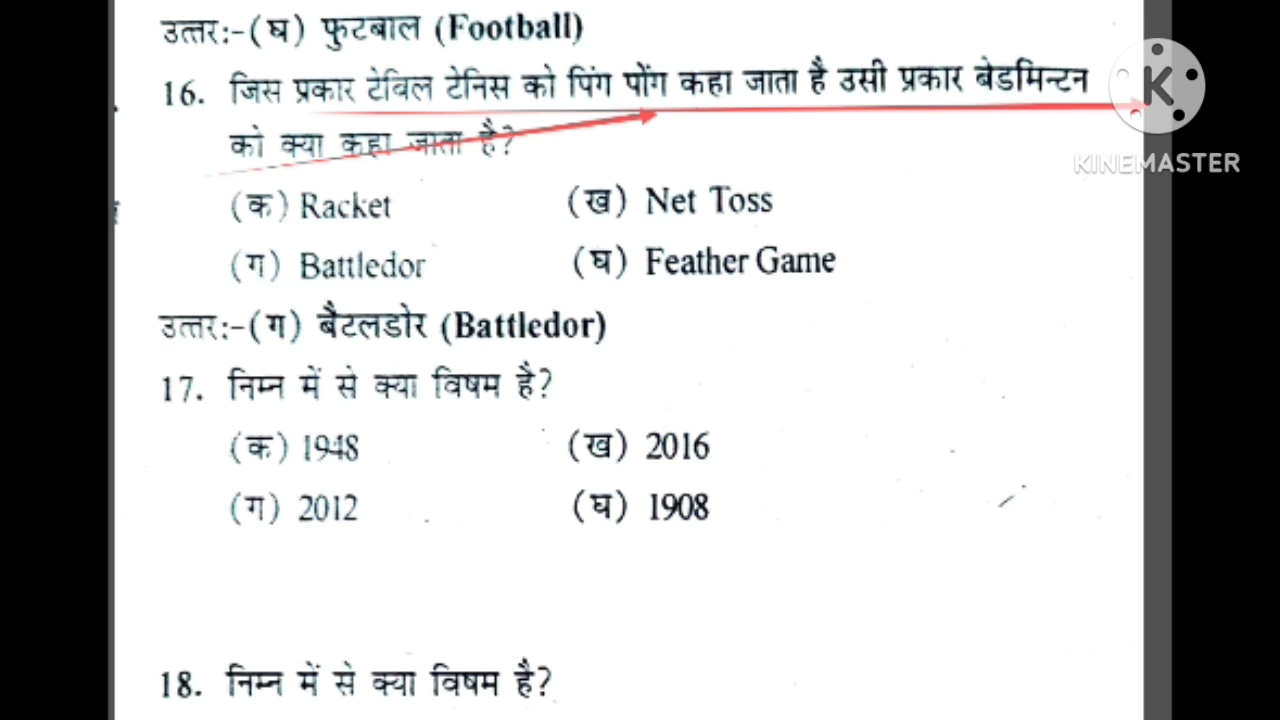 उत्तर:-(घ) फुटबाल (Football)
16. जिस प्रकार टेविल टेनिस को पिंग पोंग कहा जाता है उसी प्रकार बेडमिन्टन
K
को क्या कहा जाता है?
KINEMASTER
(क) Racket (ख) Net Toss
(ग) Battledor (घ) Feather Game
उत्तर:-(ग) बैटलडोर (Battledor)
17. निम्न में से क्या विषम है?
(क) 1948 (ख) 2016
(ग) 2012 (घ) 1908
18. निम्न में से क्या विषम है?